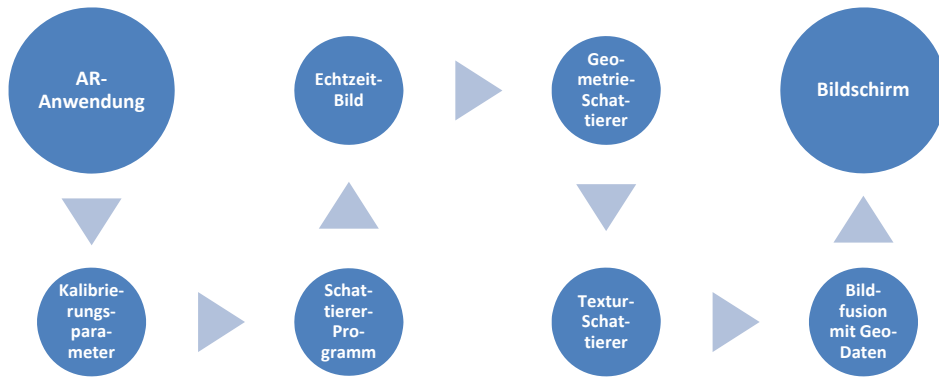 AR-
Anwendung
Kalibrie-
rungs-
para-
meter
Schat-
tierer-
Pro-
gramm
Echtzeit-
Bild
Geo-
metrie-
Schat-
tierer
Textur-
Schat-
tierer
Bild-
fusion
mit Geo-
Daten
Bildschirm